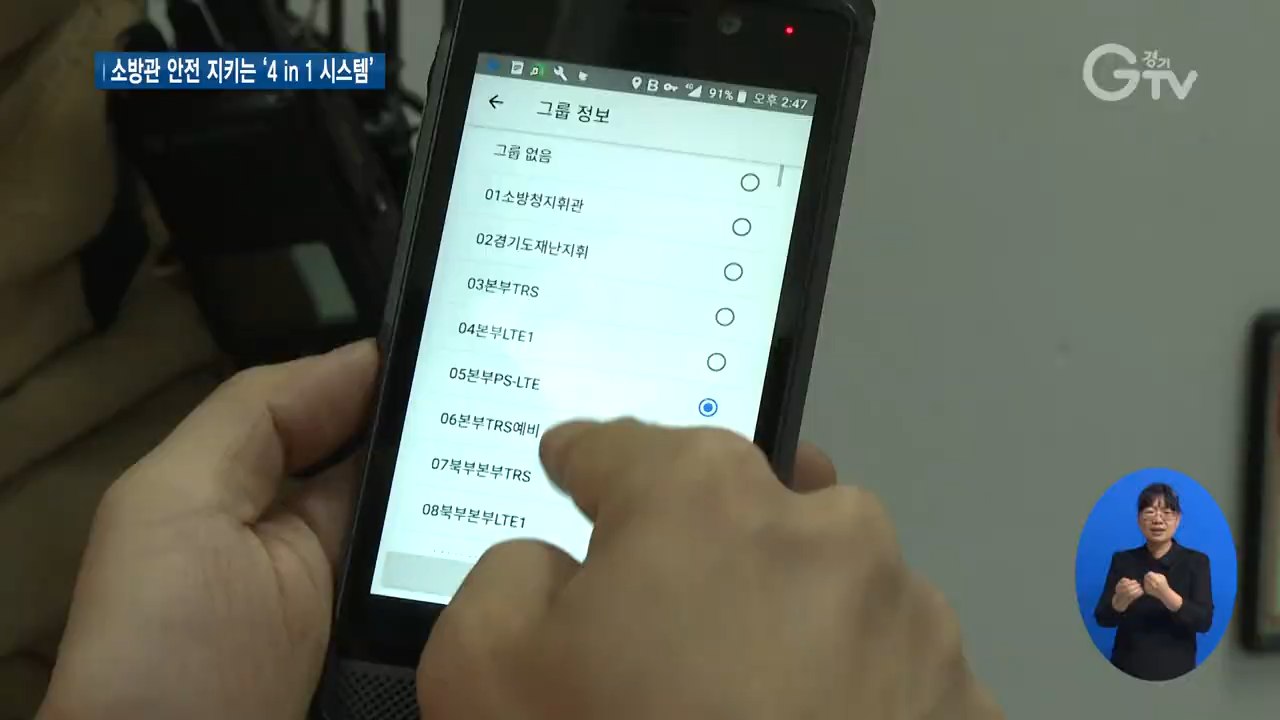 소방관 안전 지키는 ‘4 in 1 시스템’
경기
GTV
B 4G 91% 오후 2:47
그룹 정보
그룹 없음
01소방청지휘관
02경기도재난지휘
03본부TRS
04본부LTE1
05본부PS-LTE
06본부TRS예비
07북부본부TRS
08북부본부LTE1